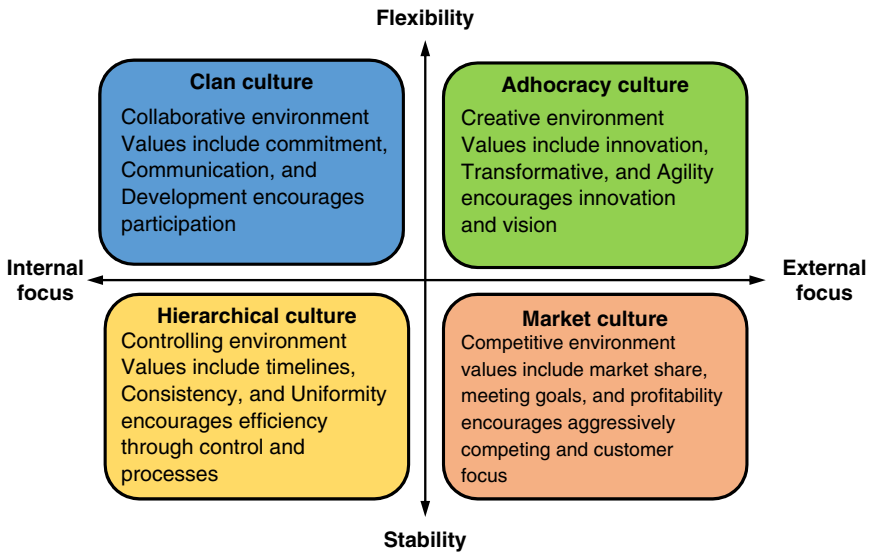 Flexibility
Clan culture
Collaborative environment
Values include commitment,
Communication, and
Development encourages
participation
Adhocracy culture
Creative environment
Values include innovation,
Transformative, and Agility
encourages innovation
and vision
Internal
focus
External
focus
Hierarchical culture
Controlling environment
Values include timelines,
Consistency, and Uniformity
encourages efficiency
through control and
processes
Market culture
Competitive environment
values include market share,
meeting goals, and profitability
encourages aggressively
competing and customer
focus
Stability